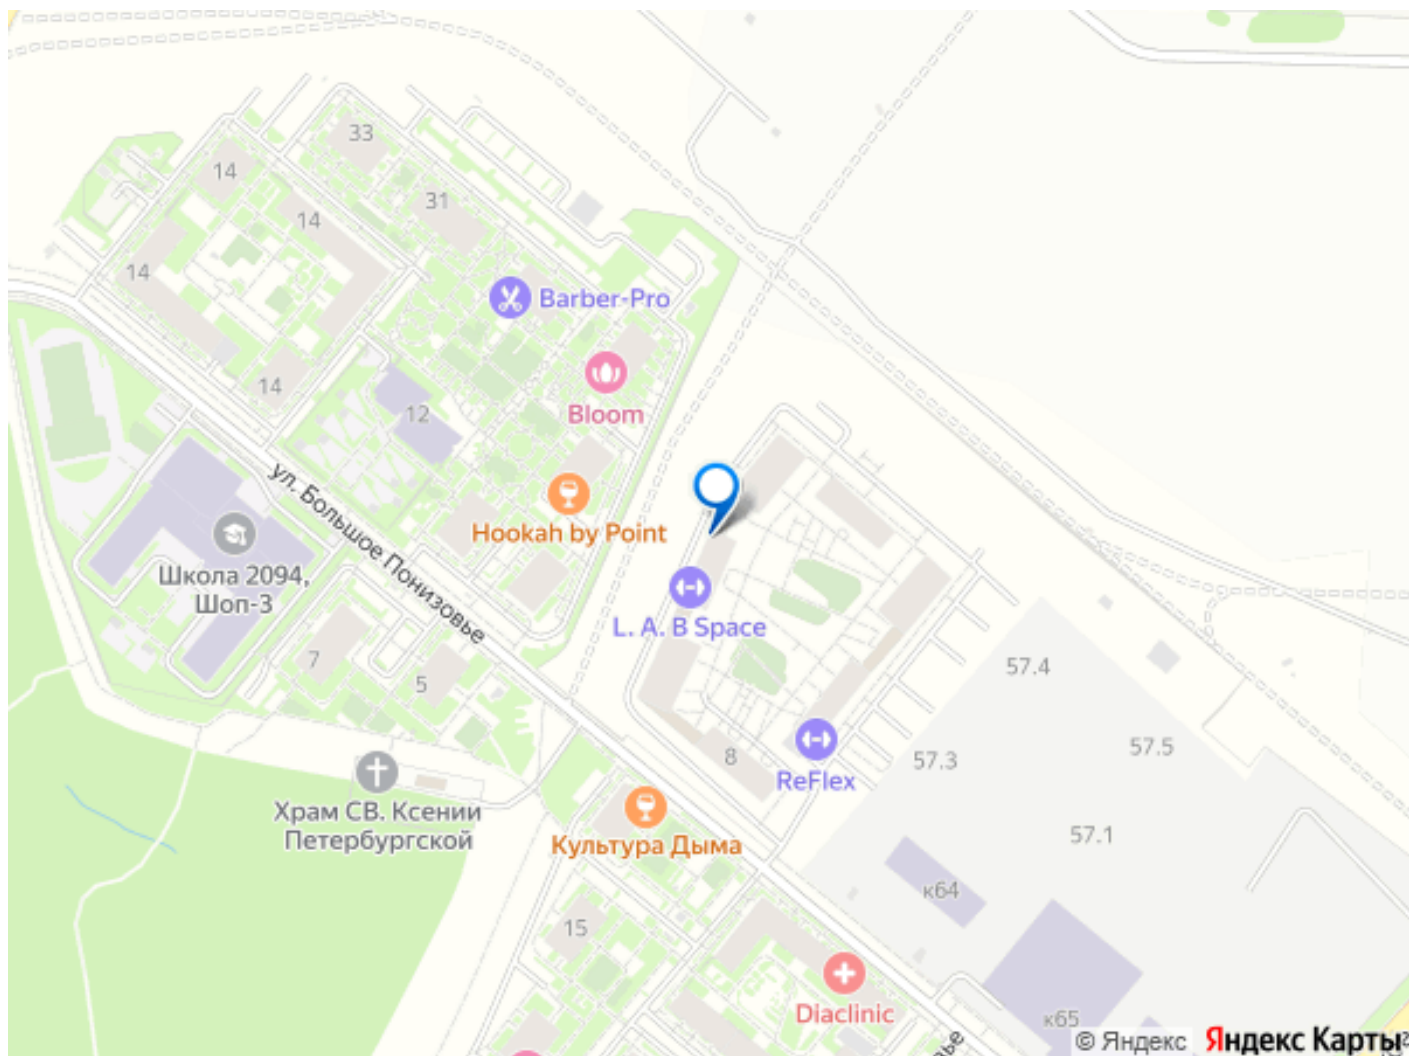 33
14
31
14
14
Barber-Pro
14
12
Bloom
Hookah by Point
ул. Большое Понизовье
Школа 2094,
Шоп-3
L. A. B Space
7
5
57.4
57.5
57.3
8
ReFlex
Храм СВ. Ксении
Петербургской
Культура Дыма
57.1
к64
15
Diaclinic
к65
© Яндекс Яндекс Карты